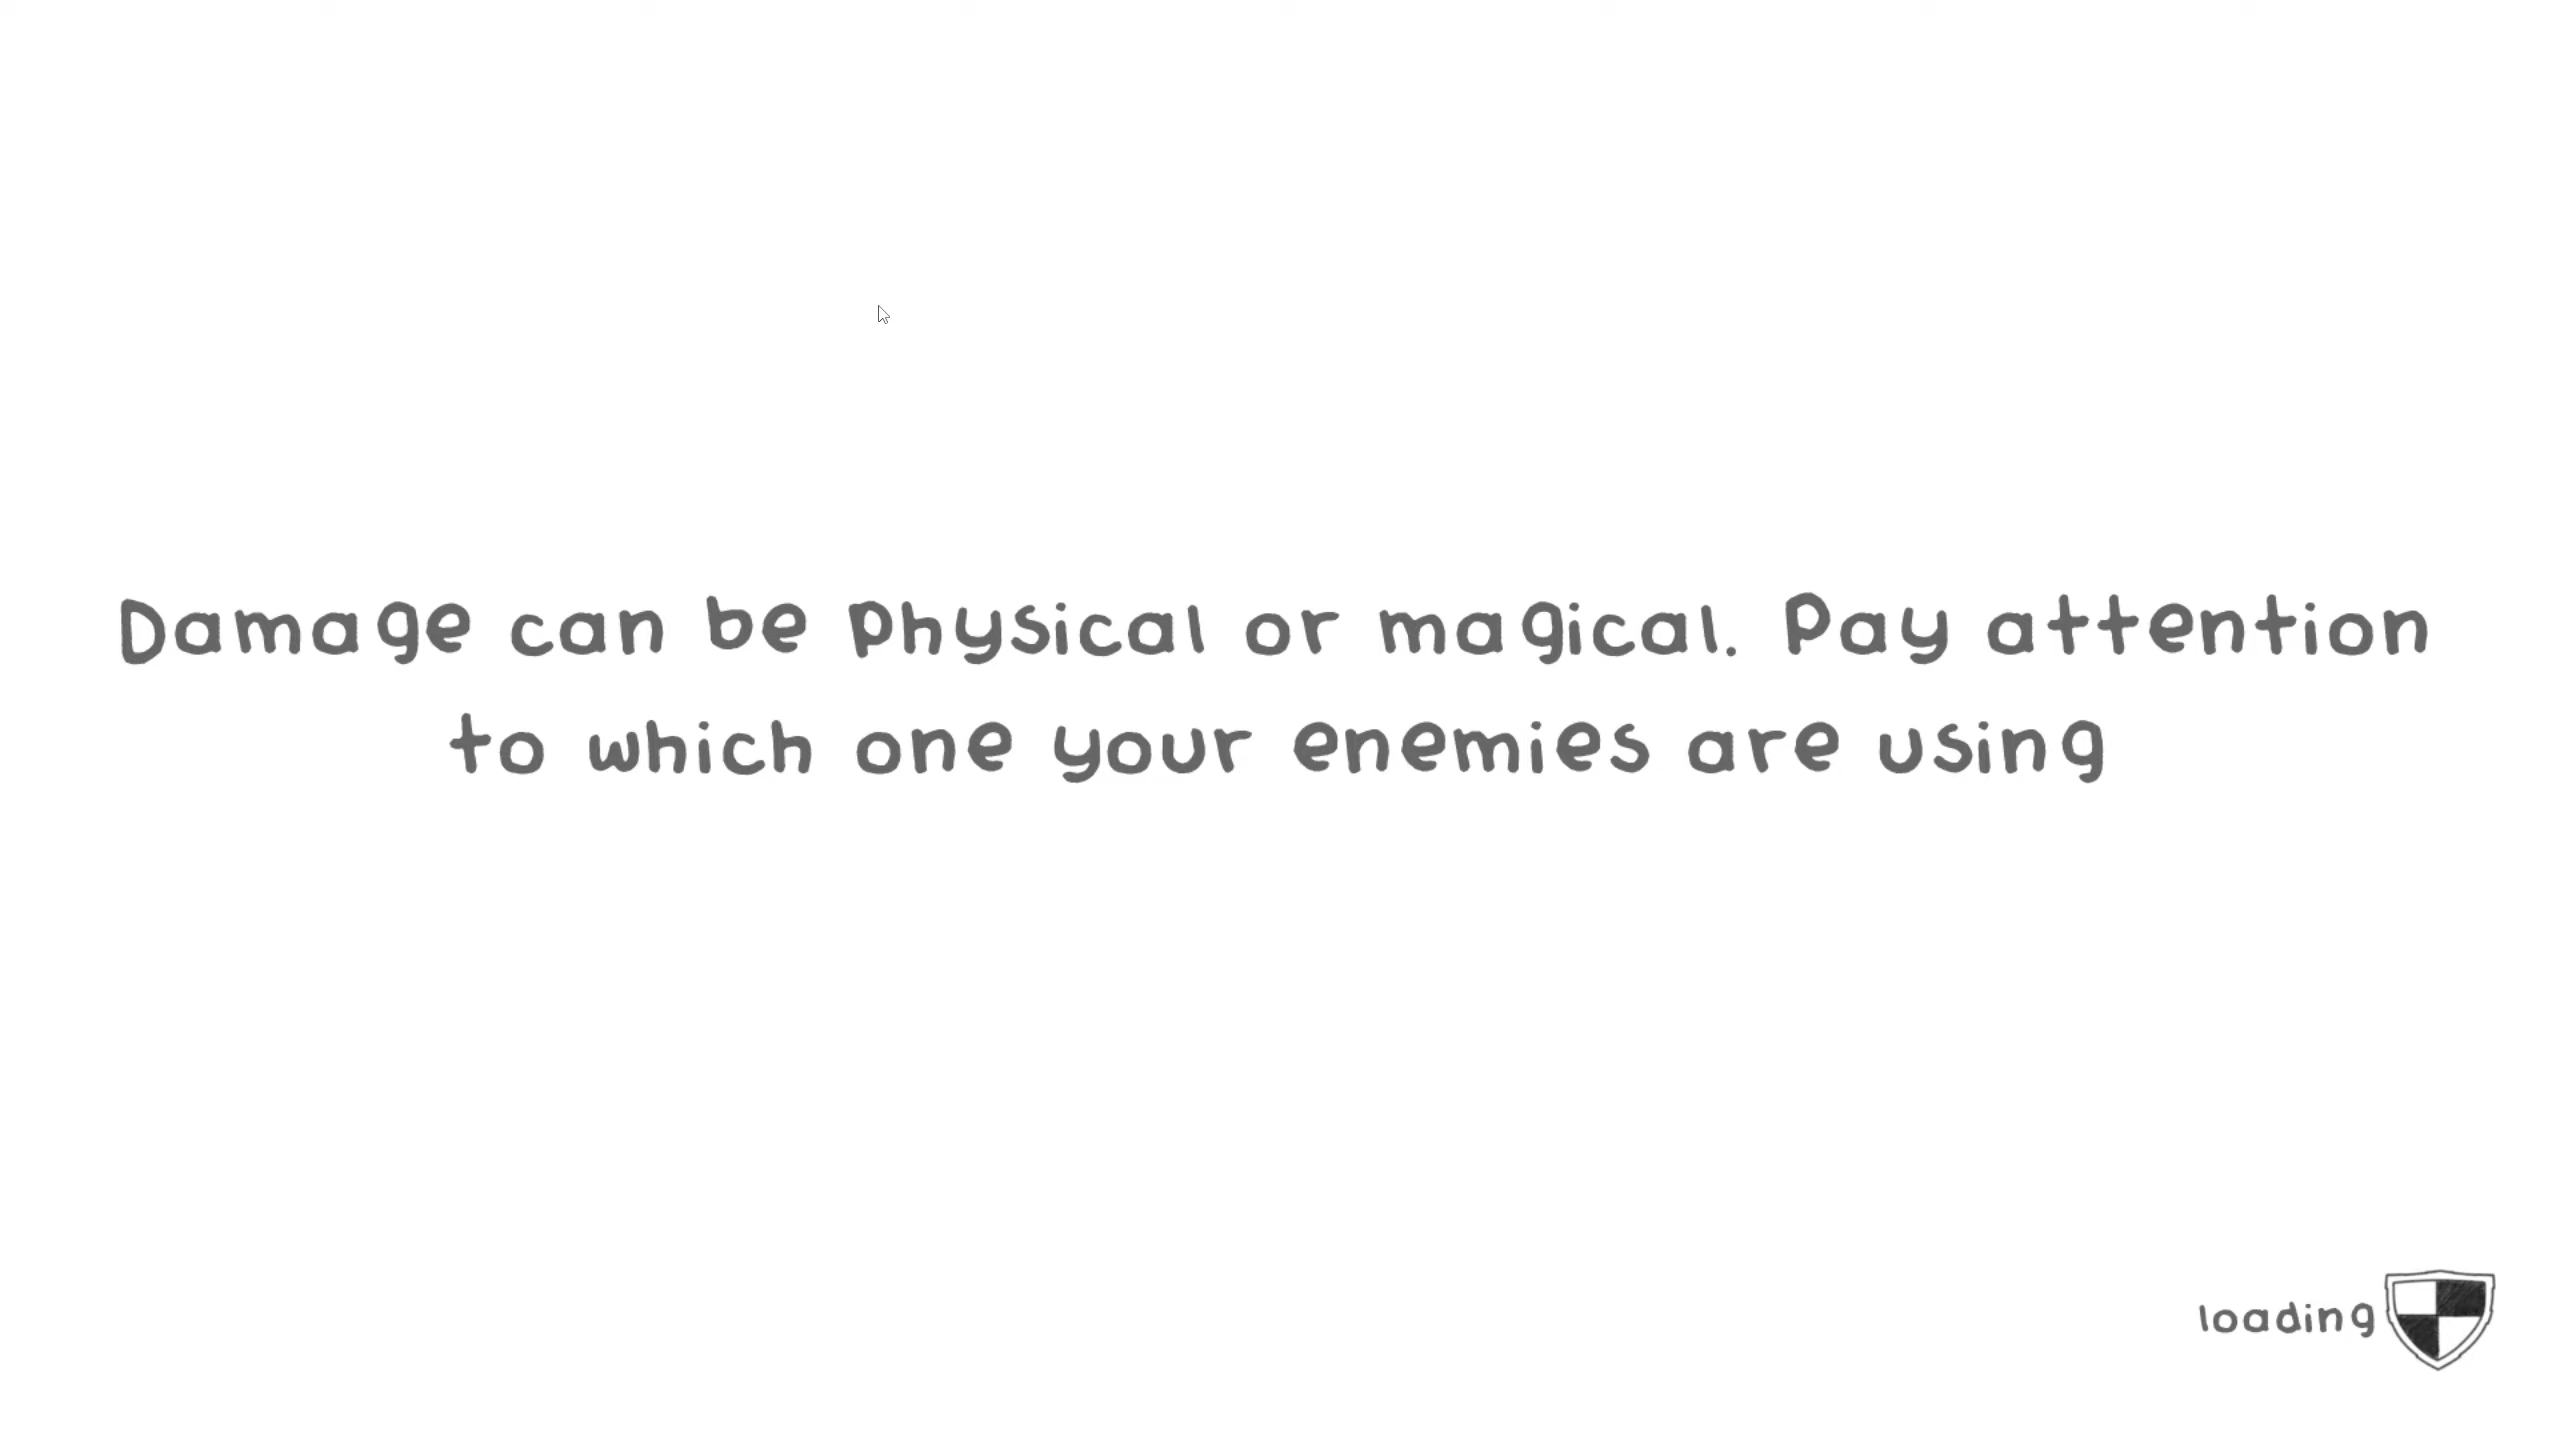 Damage can be physical or magical. Pay attention
to which one your enemies are using
loading